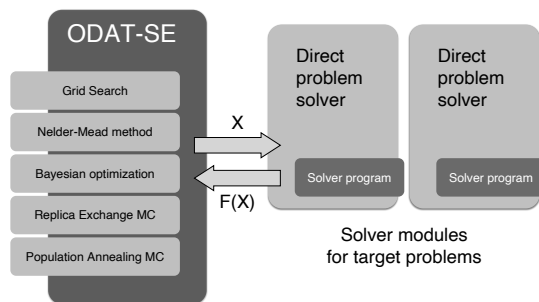 ODAT-SE
Grid Search
Nelder-Mead method
Bayesian optimization
Replica Exchange MC
Population Annealing MC
X
F(X)
Direct
problem
solver
Solver program
Direct
problem
solver
Solver program
Solver modules
for target problems